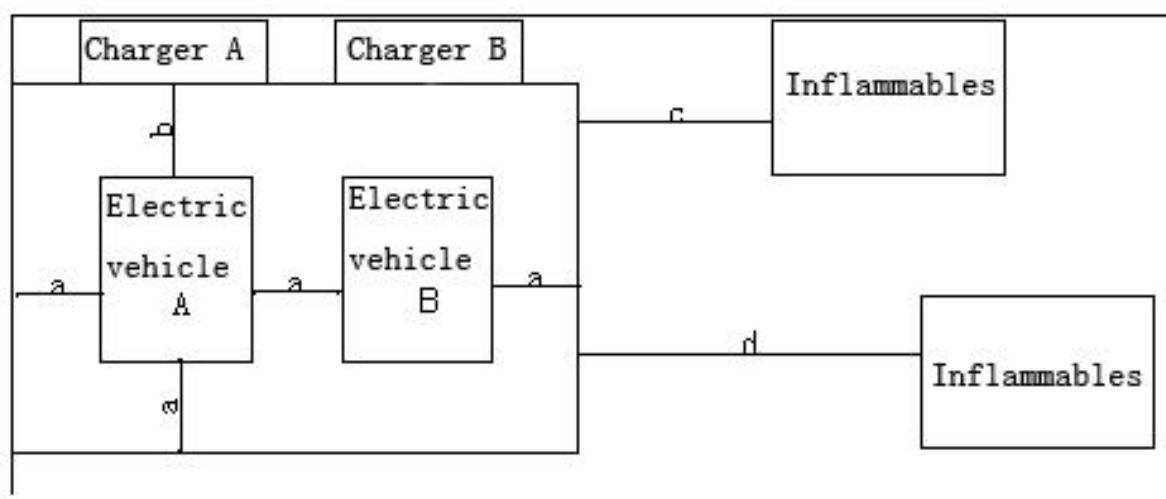 Charger A
Charger B
Inflammables
c
b
Electric
vehicle
A
Electric
vehicle
B
a
a
a
a
d
Inflammables